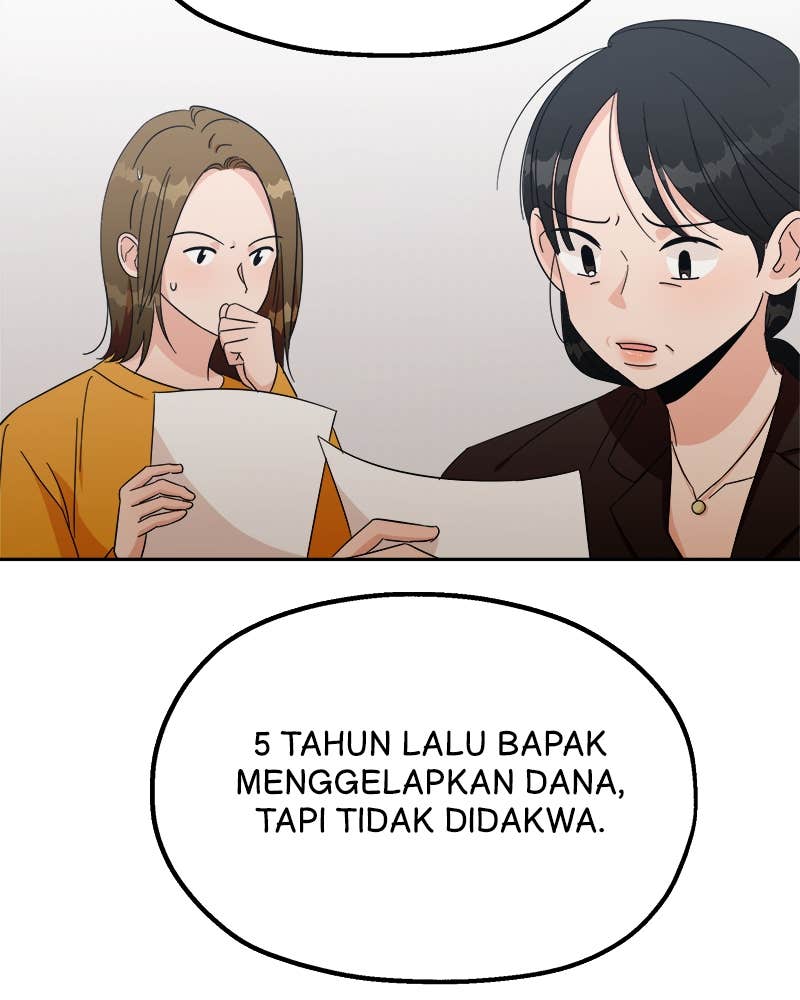 5 TAHUN LALU BAPAK
MENGGELAPKAN DANA,
TAPI TIDAK DIDAKWA.